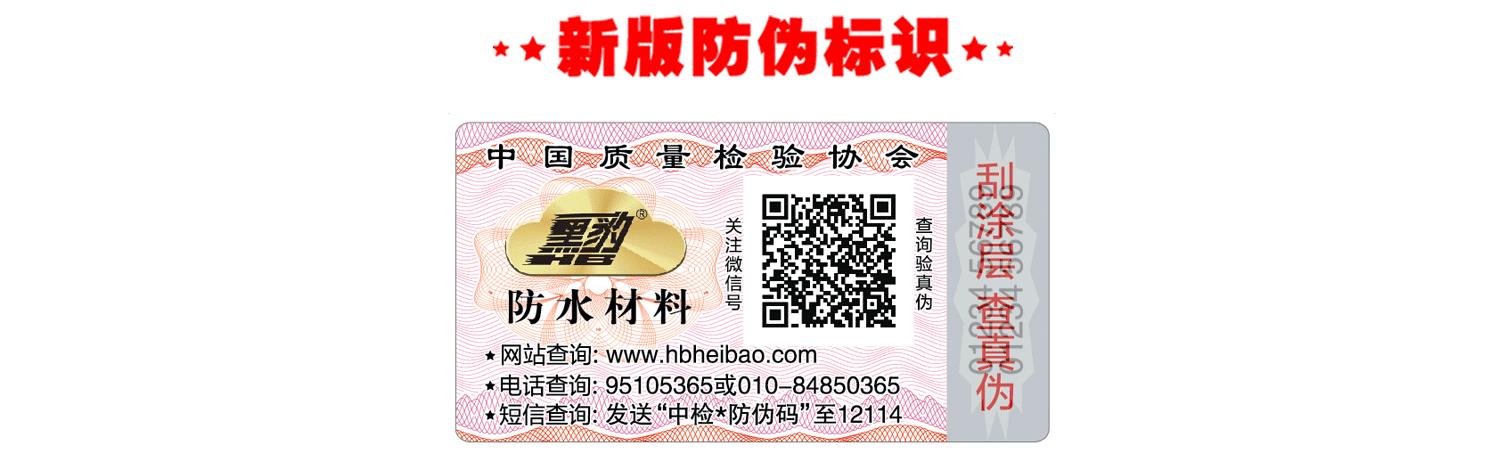 新版防伪标识
中国质量检验协会
黑豹®
HB
防水材料
关注微信号
查询验真伪
★网站查询: www.hbheibao.com
★电话查询: 95105365或010-84850365
★短信查询: 发送“中检*防伪码”至12114
刮涂层 查真伪
01234 56789
01234 56789